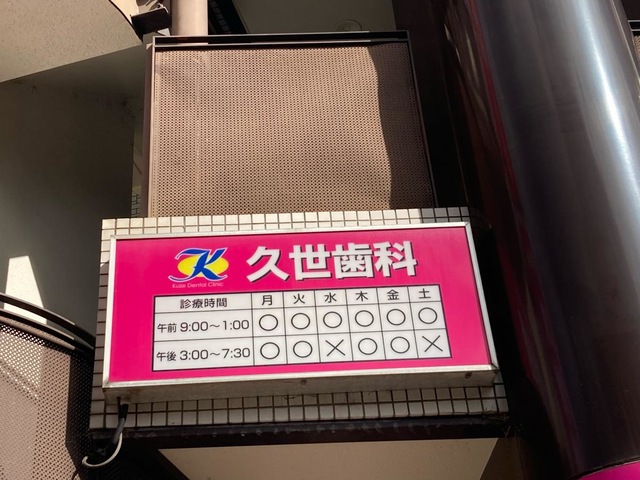 K 久世歯科
Kuze Dental Clinic
診療時間 月 火 水 木 金 土
午前 9:00〜1:00 ○ ○ ○ ○ ○ ○
午後 3:00〜7:30 ○ ○ × ○ ○ ×